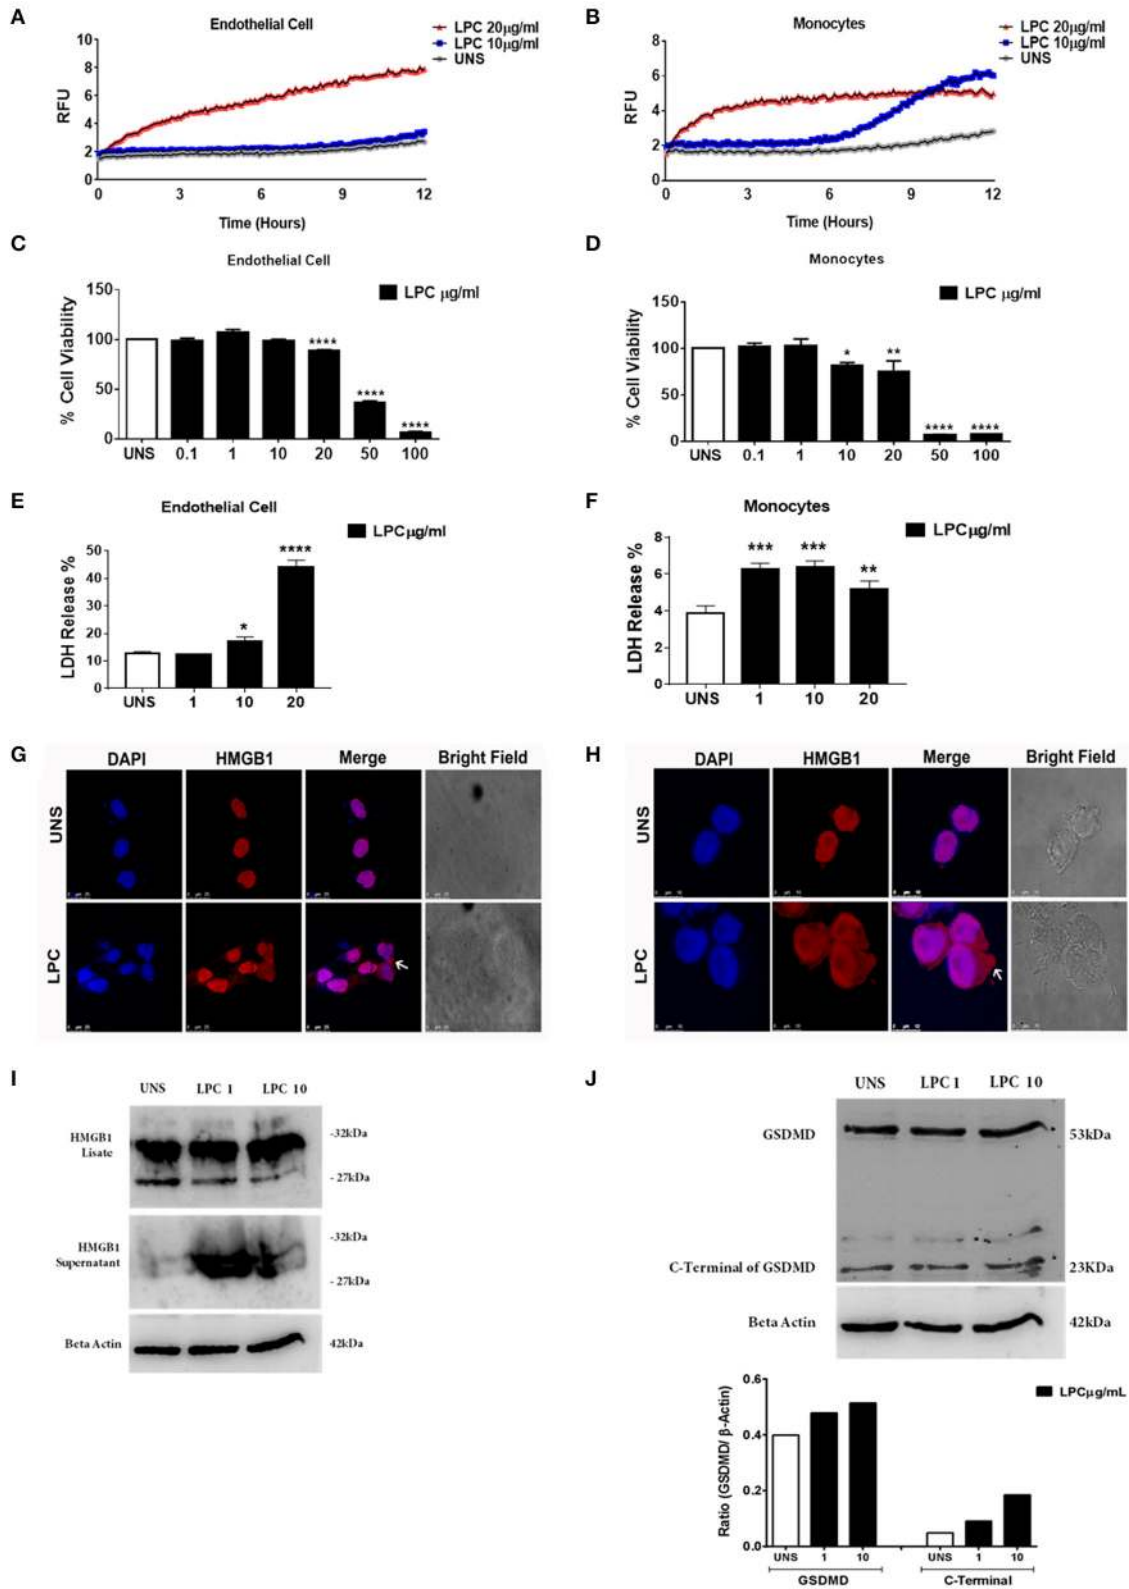 A
Endothelial Cell
LPC 20µg/ml
LPC 10µg/ml
UNS
RFU
10
8
6
4
2
0
0 3 6 9 12
Time (Hours)
B
Monocytes
LPC 20µg/ml
LPC 10µg/ml
UNS
RFU
8
6
4
2
0
0 3 6 9 12
Time (Hours)
C
Endothelial Cell
LPC µg/ml
% Cell Viability
150
100
50
0
****
****
****
UNS 0.1 1 10 20 50 100
D
Monocytes
LPC µg/ml
% Cell Viability
150
100
50
0
*
**
****
****
UNS 0.1 1 10 20 50 100
E
Endothelial Cell
LPCµg/ml
LDH Release %
50
40
30
20
10
0
*
****
UNS 1 10 20
F
Monocytes
LPCµg/ml
LDH Release %
8
6
4
2
0
***
***
**
UNS 1 10 20
G
DAPI HMGB1 Merge Bright Field
UNS
LPC
H
DAPI HMGB1 Merge Bright Field
UNS
LPC
I
UNS LPC 1 LPC 10
HMGB1
Lisate
-32kDa
- 27kDa
HMGB1
Supernatant
-32kDa
- 27kDa
Beta Actin
42kDa
J
UNS LPC 1 LPC 10
GSDMD
53kDa
C-Terminal of GSDMD
23KDa
Beta Actin
42kDa
LPCµg/mL
Ratio (GSDMD/ β-Actin)
0.6
0.4
0.2
0.0
UNS 1 10 UNS 1 10
GSDMD C-Terminal